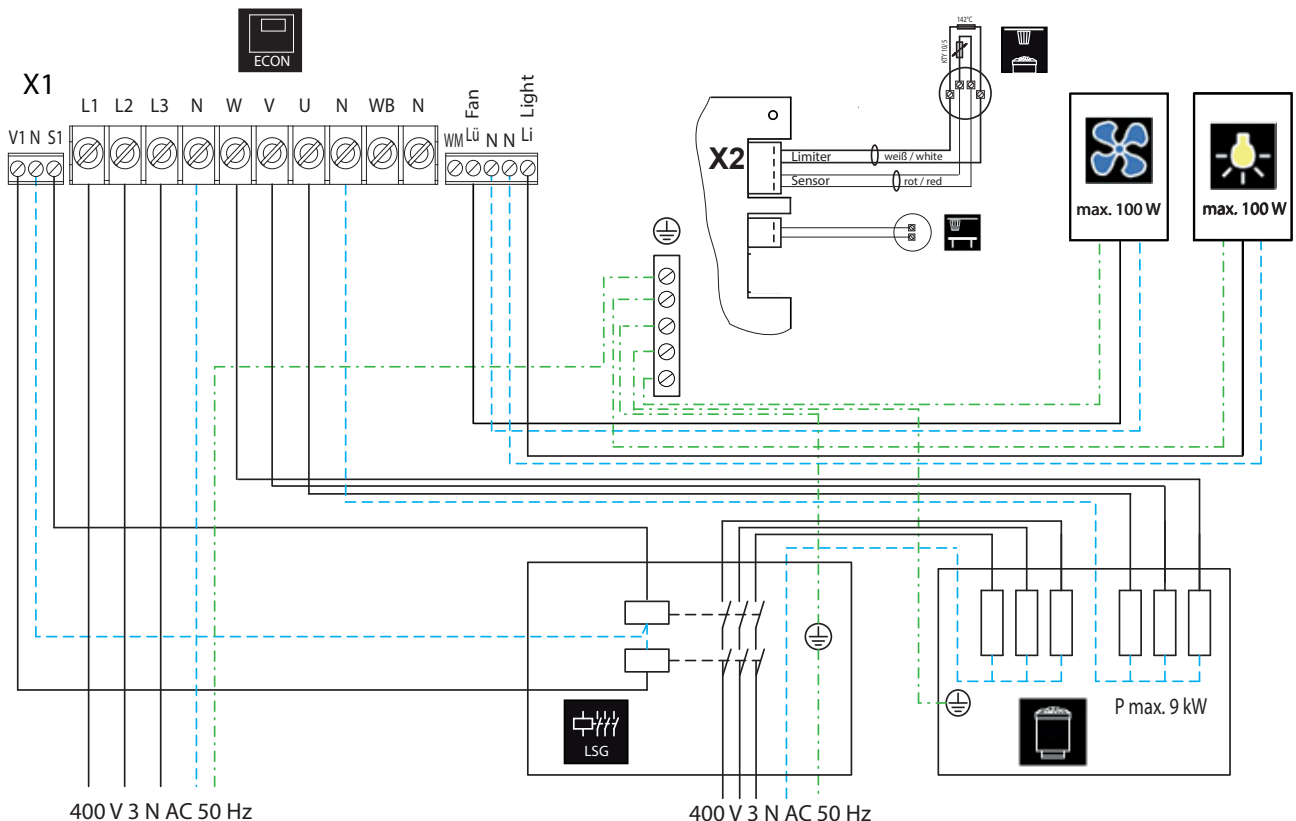 ECON
X1
L1 L2 L3 N W V U N WB N
V1 N S1
WM Lü Fan N N Li Light
142°C
KTY 10/5
X2
Limiter weiß / white
Sensor rot / red
max. 100 W
max. 100 W
LSG
P max. 9 kW
400 V 3 N AC 50 Hz
400 V 3 N AC 50 Hz